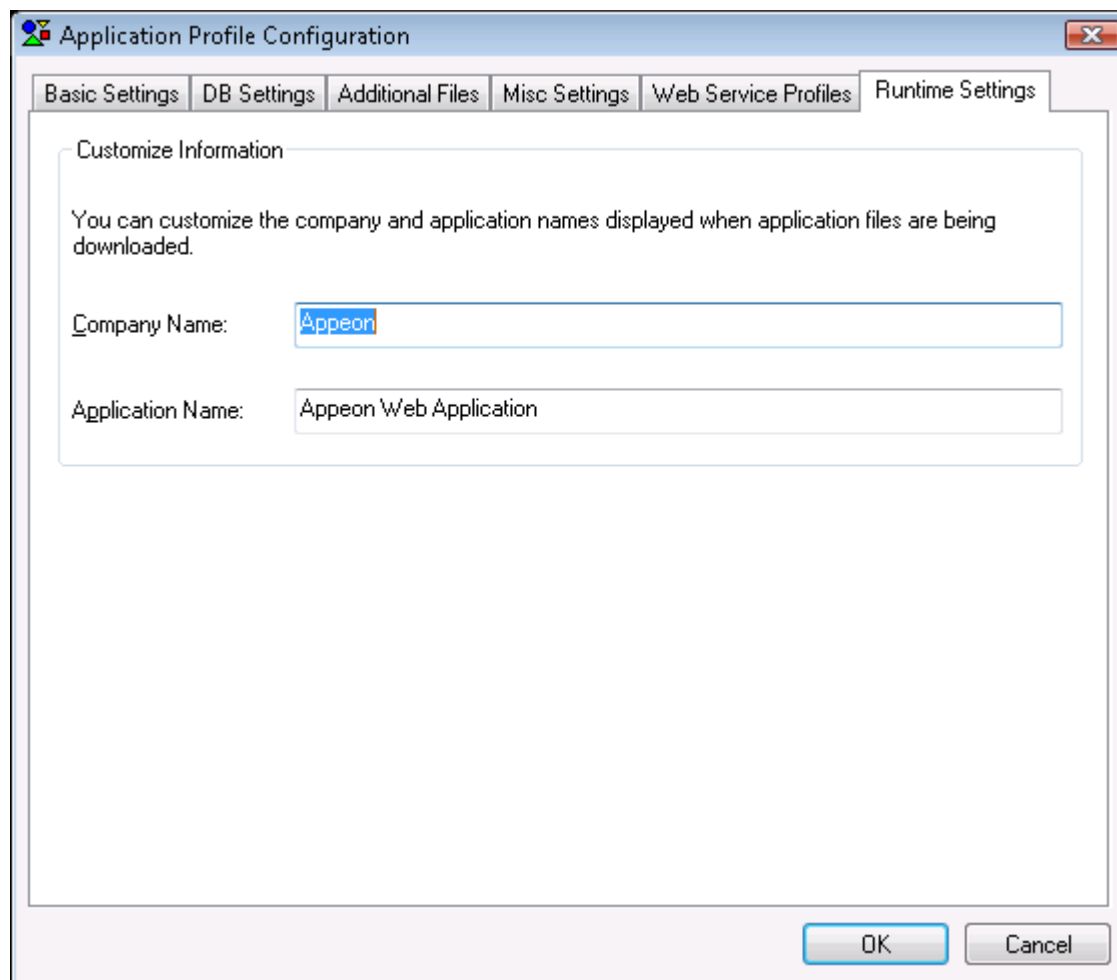 Application Profile Configuration
Basic Settings DB Settings Additional Files Misc Settings Web Service Profiles Runtime Settings
Customize Information
You can customize the company and application names displayed when application files are being
downloaded.
Company Name: Appeon
Application Name: Appeon Web Application
OK Cancel